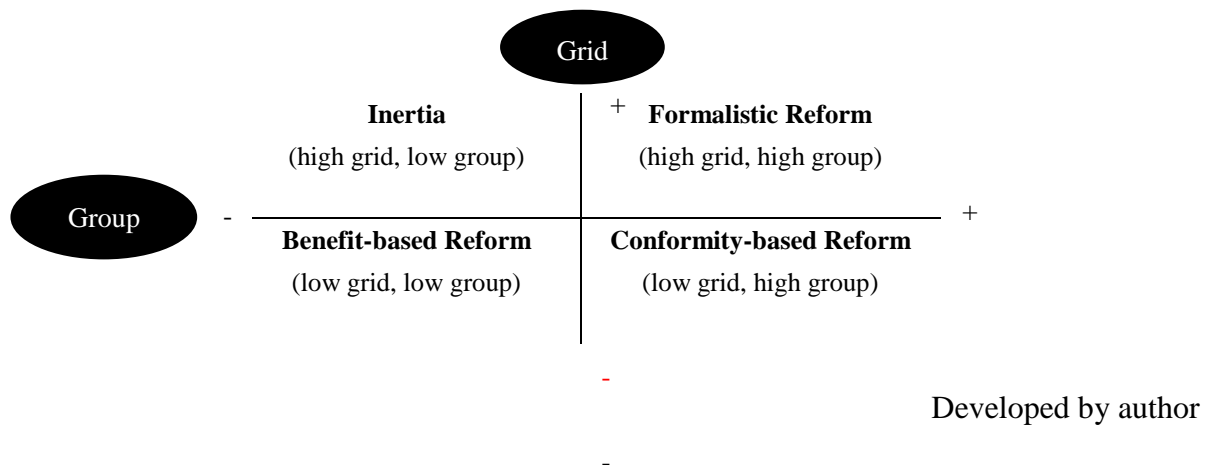 Grid
+
Inertia Formalistic Reform
(high grid, low group) (high grid, high group)
Group - +
Benefit-based Reform Conformity-based Reform
(low grid, low group) (low grid, high group)
-
Developed by author
-